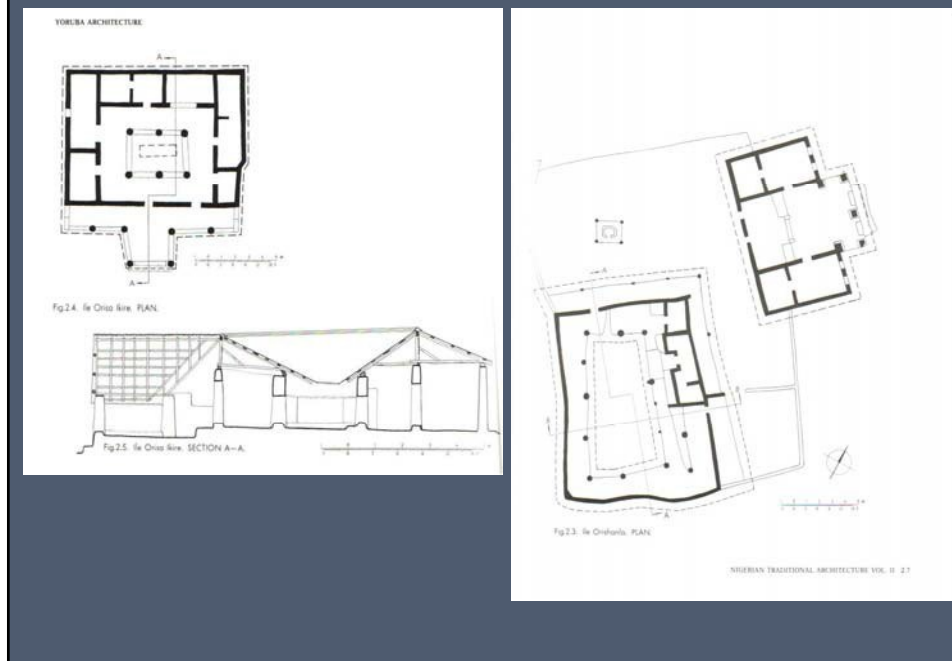 YORUBA ARCHITECTURE
A
A
Fig.2.4. Ile Orisa Ikire. PLAN.
Fig.2.5. Ile Orisa Ikire. SECTION A—A.
A
A
Fig.2.3. Ile Orishanla. PLAN.
NIGERIAN TRADITIONAL ARCHITECTURE VOL. II 2.7